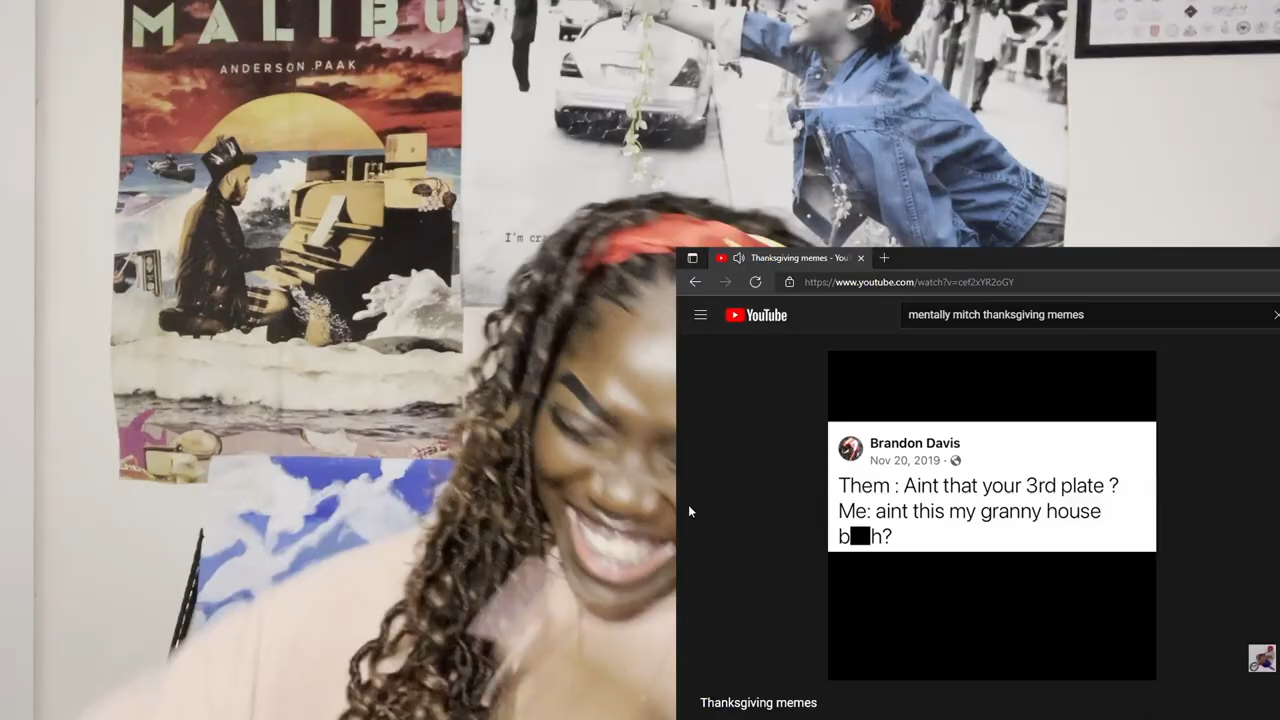 MALIBU
ANDERSON .PAAK
I'm cra
Thanksgiving memes - You
https://www.youtube.com/watch?v=cef2xYR2oGY
YouTube
mentally mitch thanksgiving memes
Brandon Davis
Nov 20, 2019 ·
Them : Aint that your 3rd plate ?
Me: aint this my granny house
b h?
Thanksgiving memes